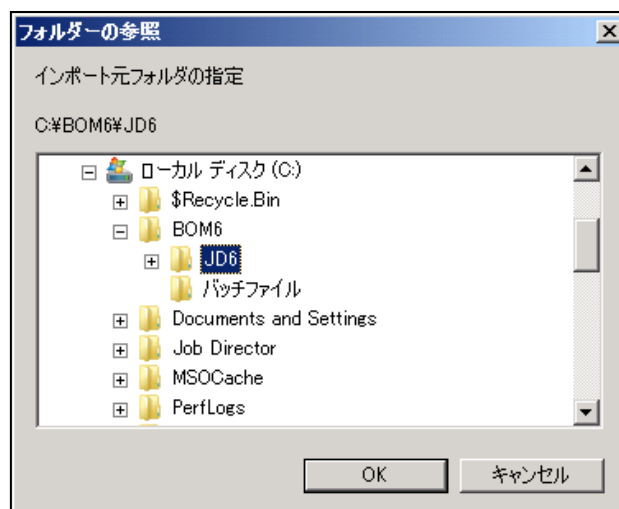 フォルダーの参照
インポート元フォルダの指定
C:¥BOM6¥JD6
ローカル ディスク (C:)
$Recycle.Bin
BOM6
JD6
バッチファイル
Documents and Settings
Job Director
MSOCache
PerfLogs
OK キャンセル